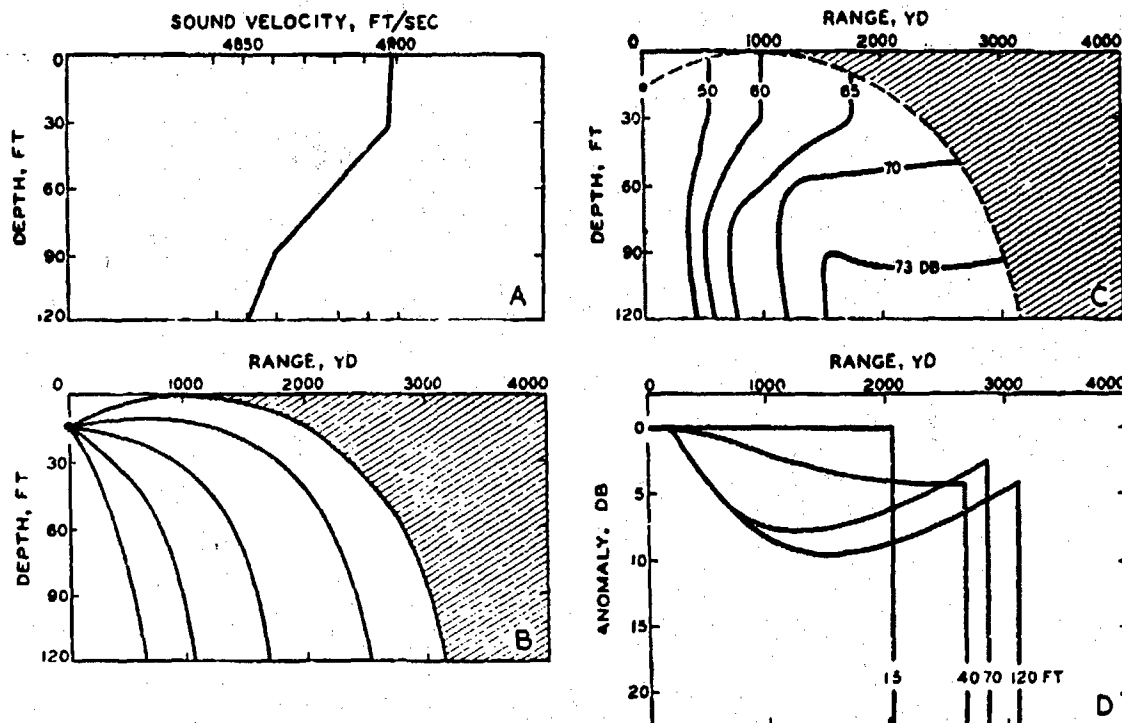 SOUND VELOCITY, FT/SEC
4850 4900
0
30
60
90
120
DEPTH, FT
A
RANGE, YD
0 1000 2000 3000 4000
30
60
90
120
DEPTH, FT
B
RANGE, YD
0 1000 2000 3000 4000
50 60 65
30
70
60
90
73 DB
120
DEPTH, FT
C
RANGE, YD
0 1000 2000 3000 4000
0
5
10
15
20
ANOMALY, DB
15 40 70 120 FT
D